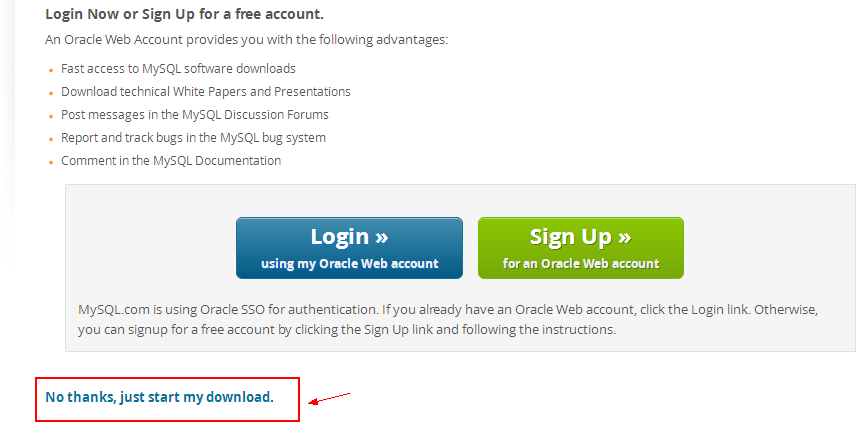 Login Now or Sign Up for a free account.
An Oracle Web Account provides you with the following advantages:
Fast access to MySQL software downloads
Download technical White Papers and Presentations
Post messages in the MySQL Discussion Forums
Report and track bugs in the MySQL bug system
Comment in the MySQL Documentation
Login »
using my Oracle Web account
Sign Up »
for an Oracle Web account
MySQL.com is using Oracle SSO for authentication. If you already have an Oracle Web account, click the Login link. Otherwise,
you can signup for a free account by clicking the Sign Up link and following the instructions.
No thanks, just start my download.